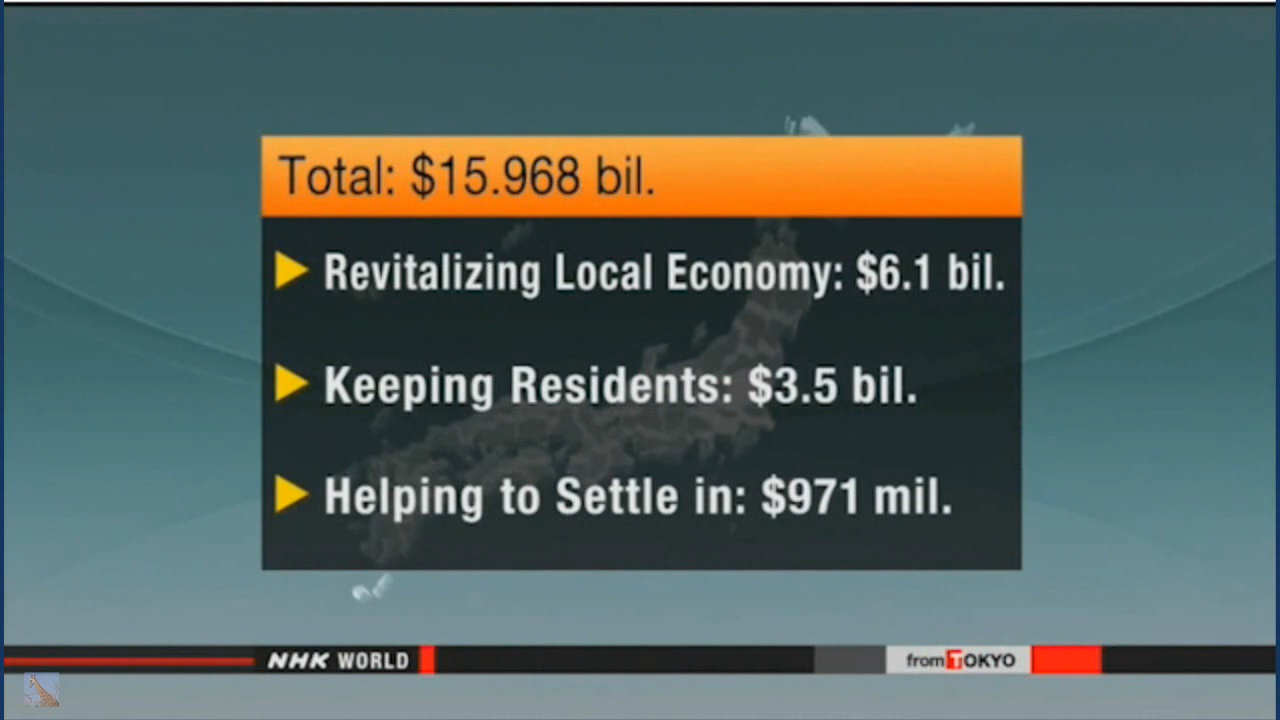 Total: $15.968 bil.
Revitalizing Local Economy: $6.1 bil.
Keeping Residents: $3.5 bil.
Helping to Settle in: $971 mil.
NHK WORLD
from TOKYO